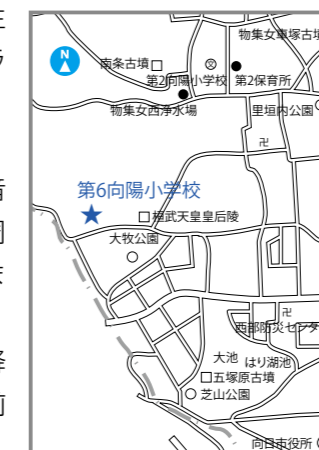 物集女車塚古墳
N
南条古墳
第2向陽小学校
第2保育所
物集女西浄水場
里垣内公園
第6向陽小学校
桓武天皇皇后陵
大牧公園
西部防災センター
大池
はり湖池
五塚原古墳
芝山公園
向日市役所